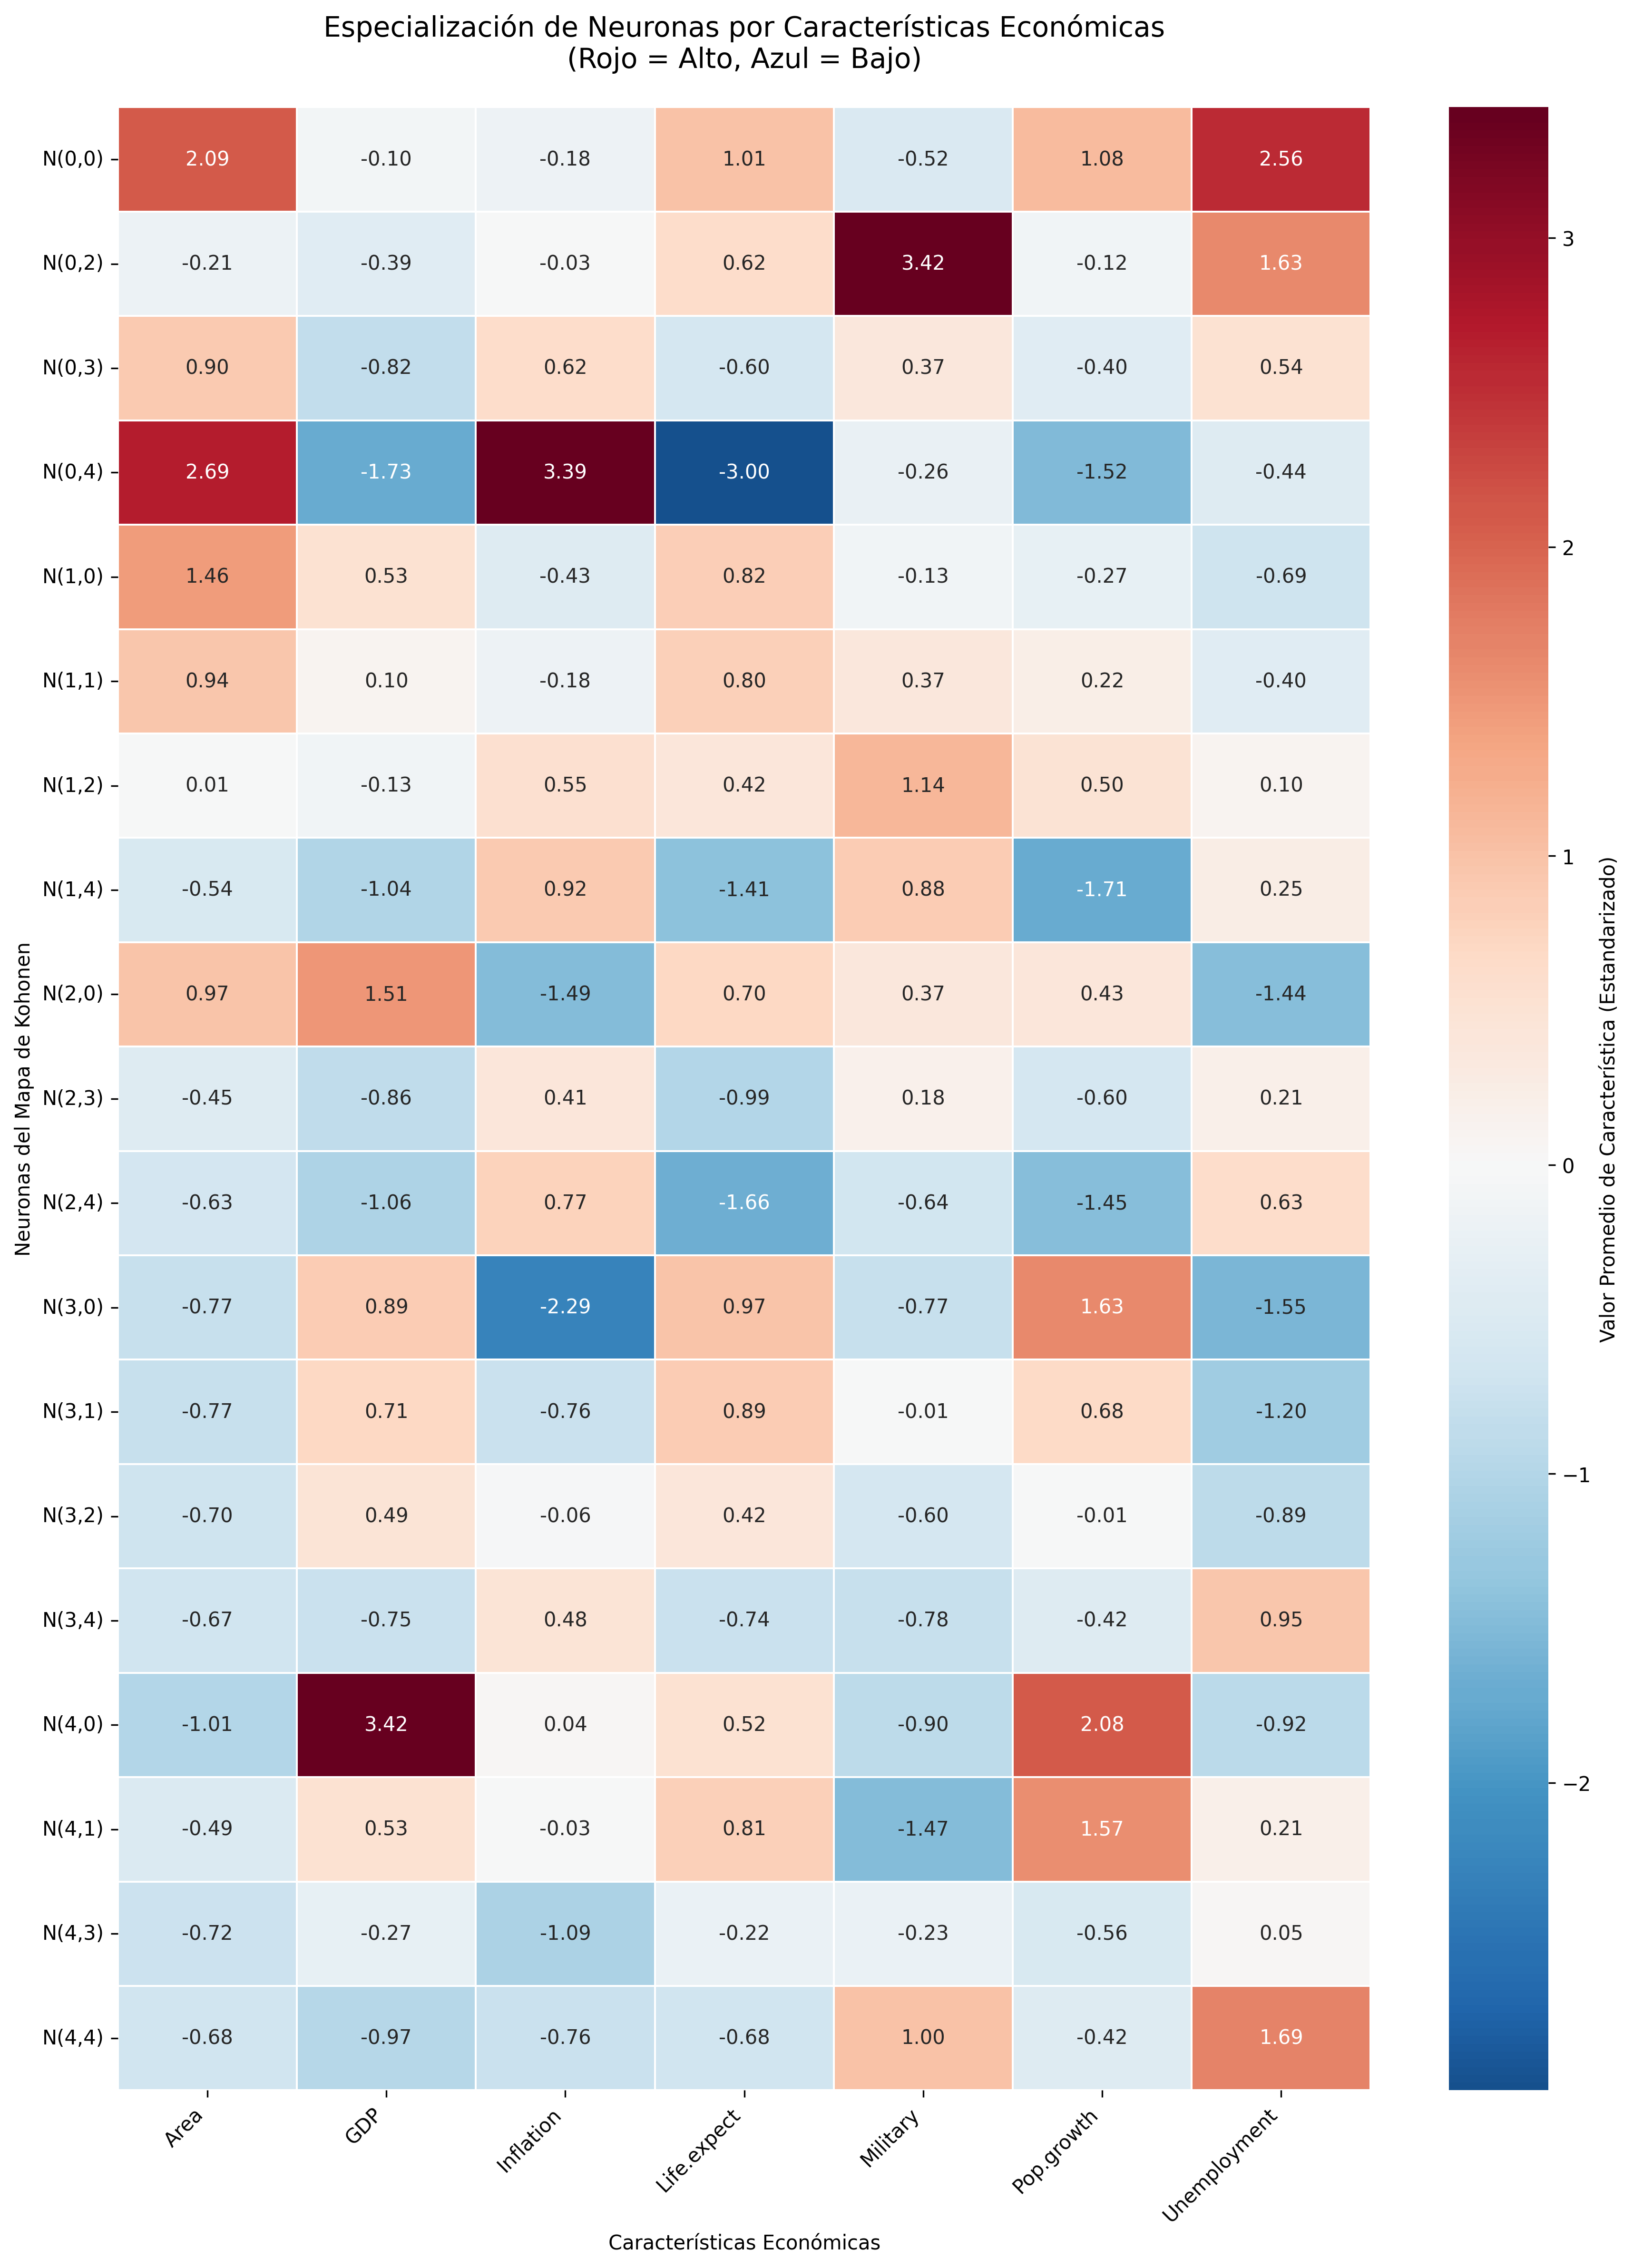 Especialización de Neuronas por Características Económicas
(Rojo = Alto, Azul = Bajo)
N(0,0) 2.09 -0.10 -0.18 1.01 -0.52 1.08 2.56
N(0,2) -0.21 -0.39 -0.03 0.62 3.42 -0.12 1.63
N(0,3) 0.90 -0.82 0.62 -0.60 0.37 -0.40 0.54
N(0,4) 2.69 -1.73 3.39 -3.00 -0.26 -1.52 -0.44
N(1,0) 1.46 0.53 -0.43 0.82 -0.13 -0.27 -0.69
N(1,1) 0.94 0.10 -0.18 0.80 0.37 0.22 -0.40
N(1,2) 0.01 -0.13 0.55 0.42 1.14 0.50 0.10
N(1,4) -0.54 -1.04 0.92 -1.41 0.88 -1.71 0.25
N(2,0) 0.97 1.51 -1.49 0.70 0.37 0.43 -1.44
N(2,3) -0.45 -0.86 0.41 -0.99 0.18 -0.60 0.21
N(2,4) -0.63 -1.06 0.77 -1.66 -0.64 -1.45 0.63
N(3,0) -0.77 0.89 -2.29 0.97 -0.77 1.63 -1.55
N(3,1) -0.77 0.71 -0.76 0.89 -0.01 0.68 -1.20
N(3,2) -0.70 0.49 -0.06 0.42 -0.60 -0.01 -0.89
N(3,4) -0.67 -0.75 0.48 -0.74 -0.78 -0.42 0.95
N(4,0) -1.01 3.42 0.04 0.52 -0.90 2.08 -0.92
N(4,1) -0.49 0.53 -0.03 0.81 -1.47 1.57 0.21
N(4,3) -0.72 -0.27 -1.09 -0.22 -0.23 -0.56 0.05
N(4,4) -0.68 -0.97 -0.76 -0.68 1.00 -0.42 1.69
Area GDP Inflation Life.expect Military Pop.growth Unemployment
Características Económicas
Neuronas del Mapa de Kohonen
3
2
1
0
−1
−2
Valor Promedio de Característica (Estandarizado)